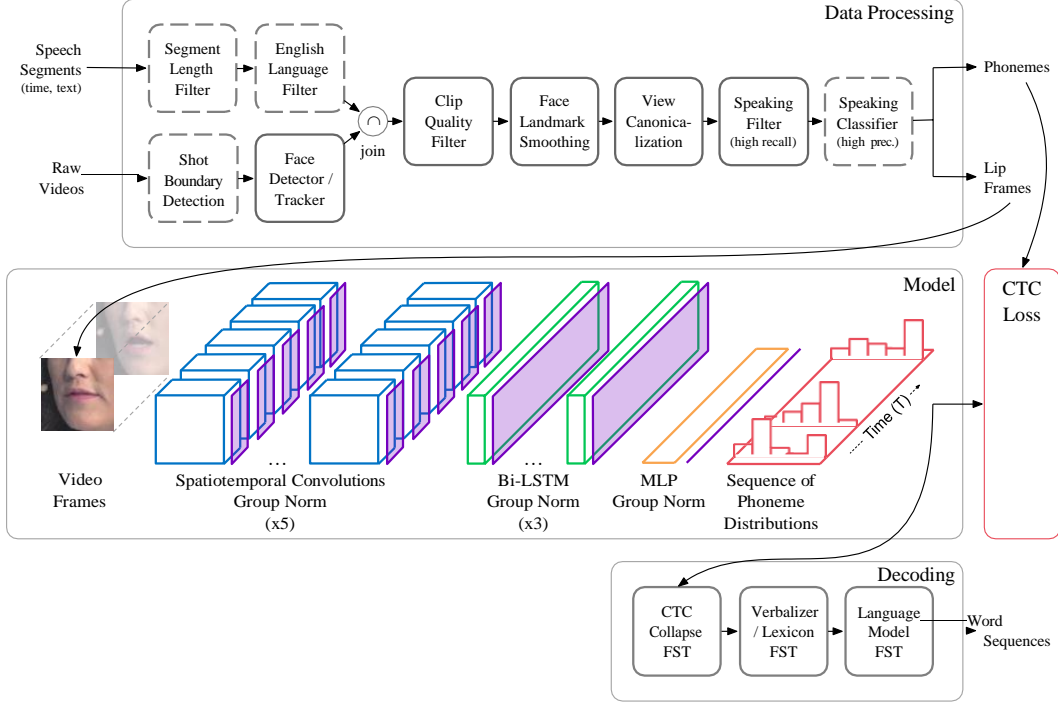 Data Processing
Speech
Segments
(time, text)
Segment
Length
Filter
English
Language
Filter
Raw
Videos
Shot
Boundary
Detection
Face
Detector /
Tracker
∩
join
Clip
Quality
Filter
Face
Landmark
Smoothing
View
Canonica-
lization
Speaking
Filter
(high recall)
Speaking
Classifier
(high prec.)
Phonemes
Lip
Frames
Model
CTC
Loss
Time (T)
Video
Frames
...
Spatiotemporal Convolutions
Group Norm
(x5)
...
Bi-LSTM
Group Norm
(x3)
MLP
Group Norm
Sequence of
Phoneme
Distributions
Decoding
CTC
Collapse
FST
Verbalizer
/ Lexicon
FST
Language
Model
FST
Word
Sequences